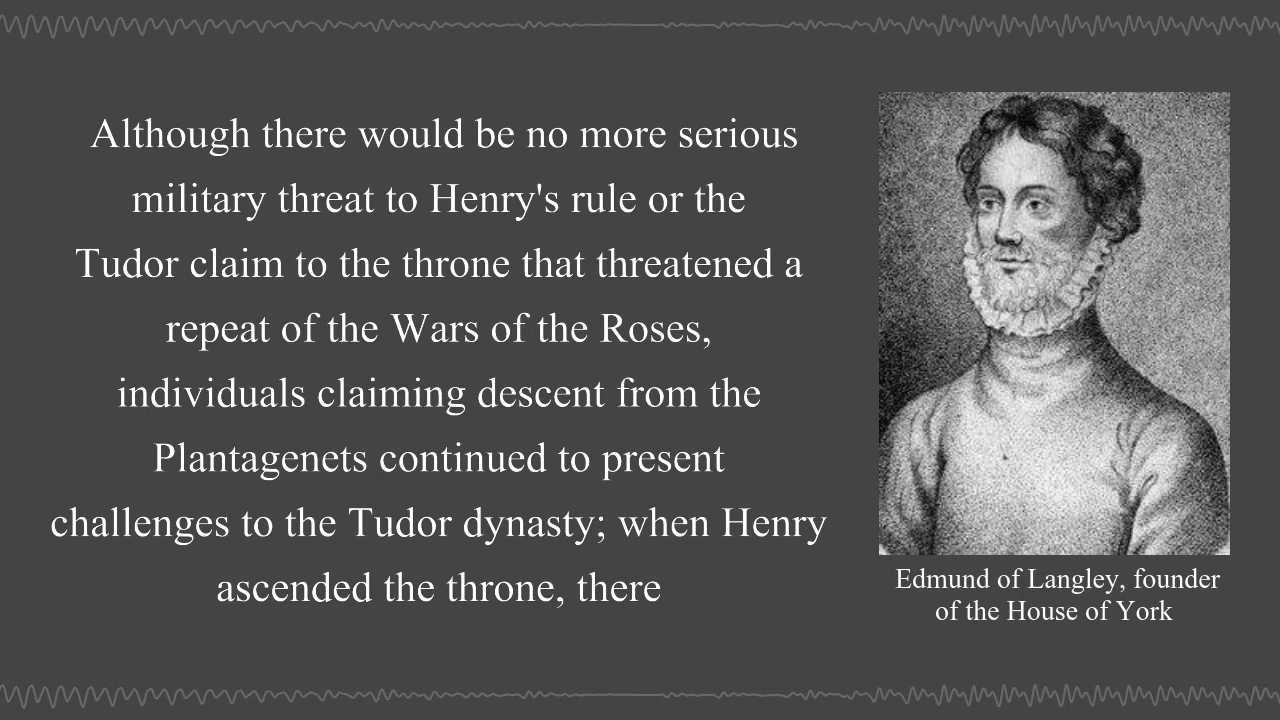 Although there would be no more serious
military threat to Henry's rule or the
Tudor claim to the throne that threatened a
repeat of the Wars of the Roses,
individuals claiming descent from the
Plantagenets continued to present
challenges to the Tudor dynasty; when Henry
ascended the throne, there
Edmund of Langley, founder
of the House of York